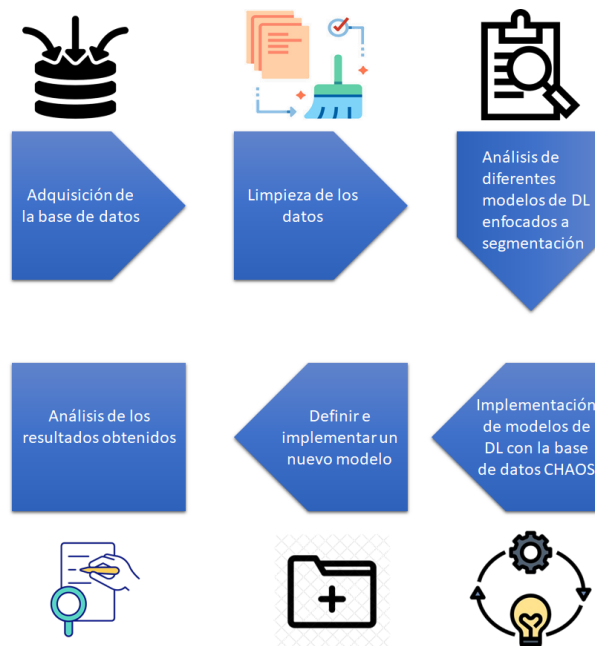 Adquisición de
la base de datos
Limpieza de los
datos
Análisis de
diferentes
modelos de DL
enfocados a
segmentación
Implementación
de modelos de
DL con la base
de datos CHAOS
Definir e
implementar un
nuevo modelo
Análisis de los
resultados obtenidos